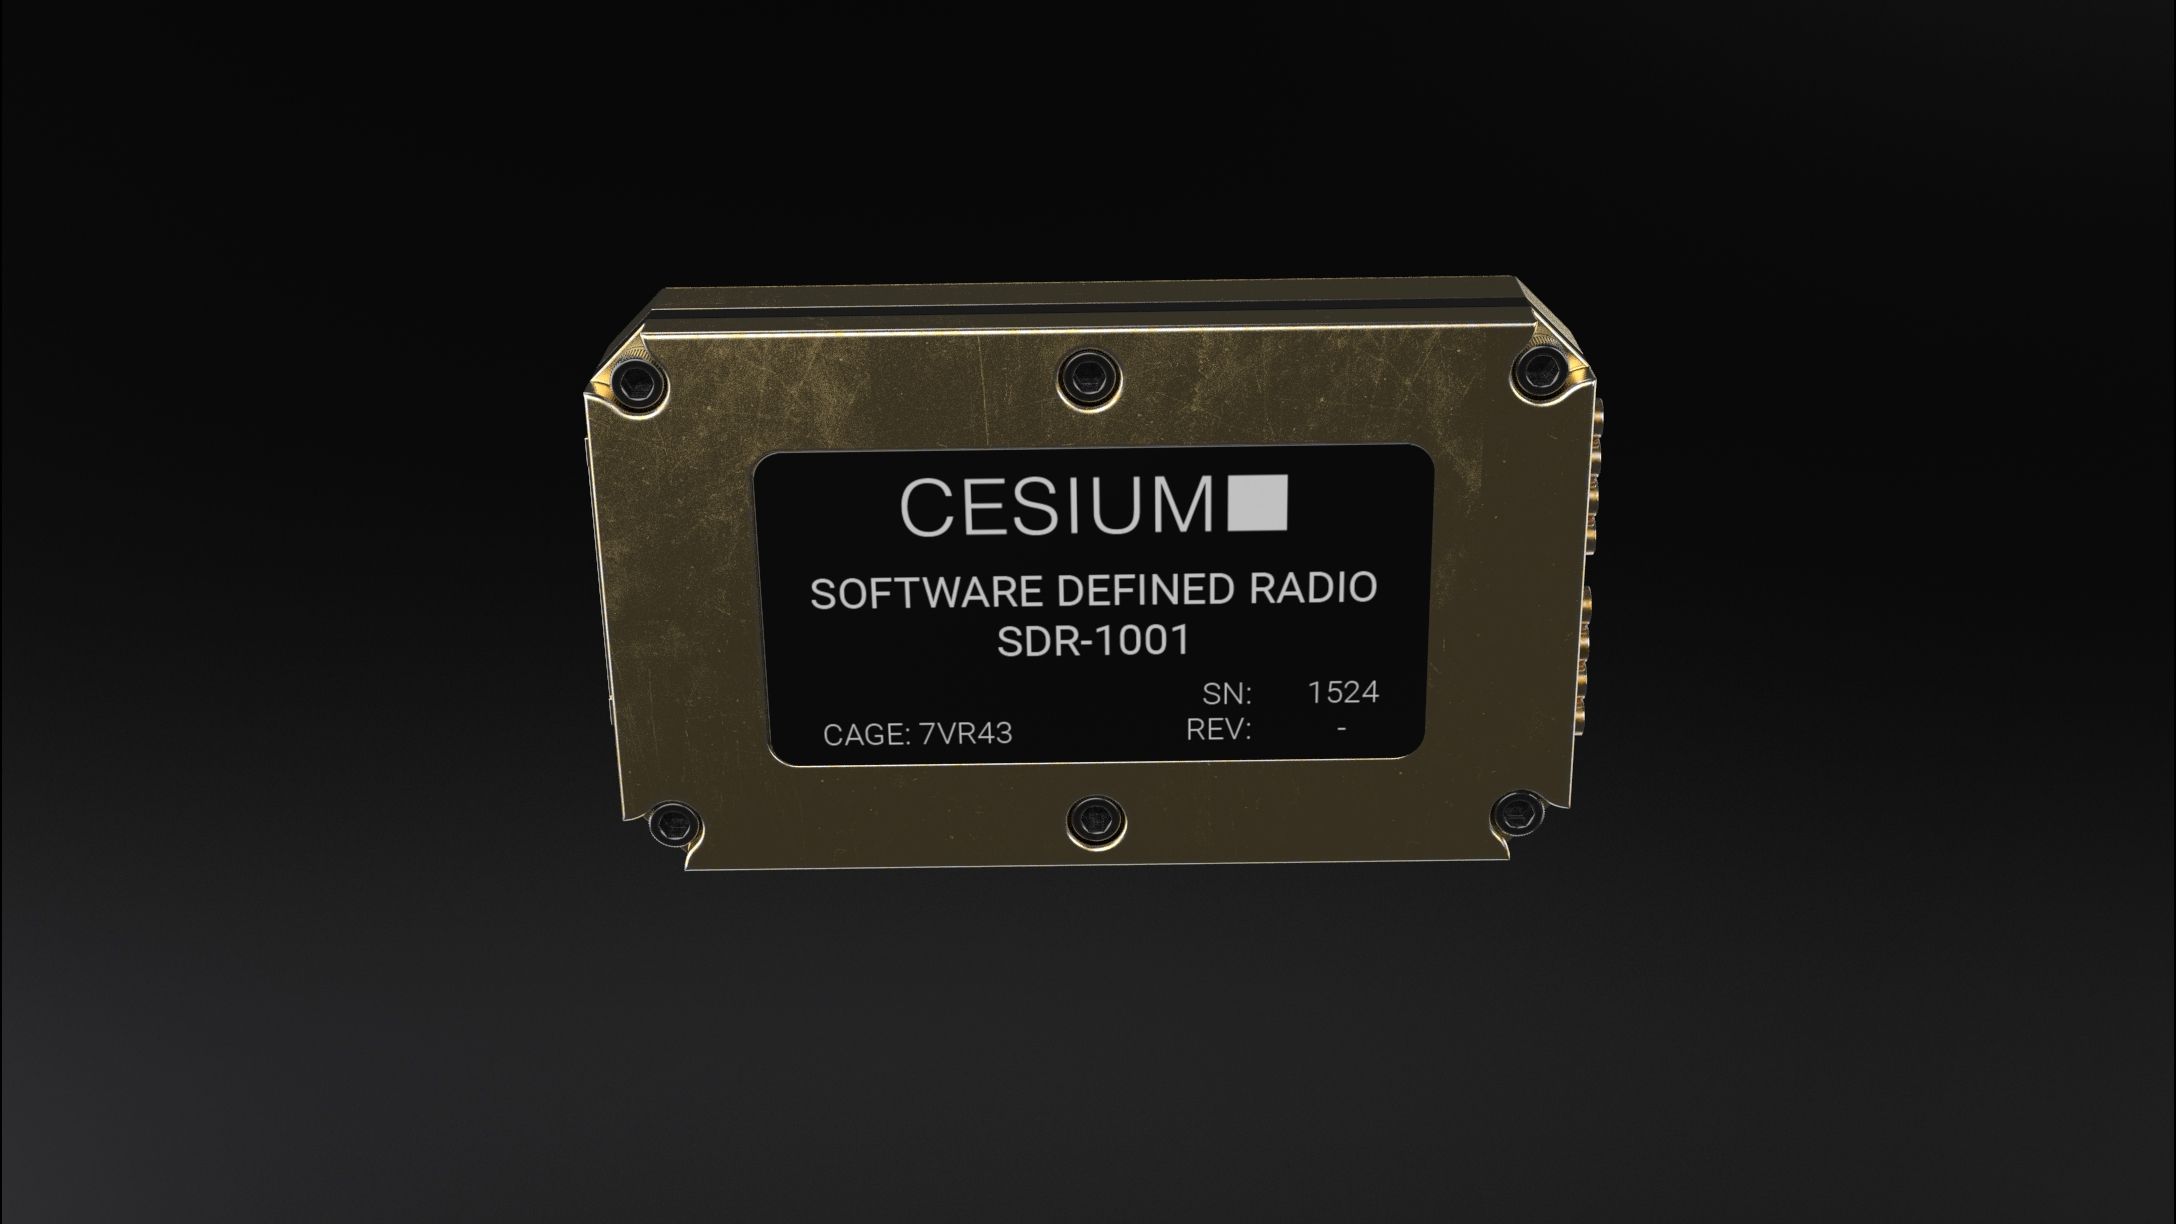 CESIUM
SOFTWARE DEFINED RADIO
SDR-1001
SN: 1524
CAGE: 7VR43 REV: -